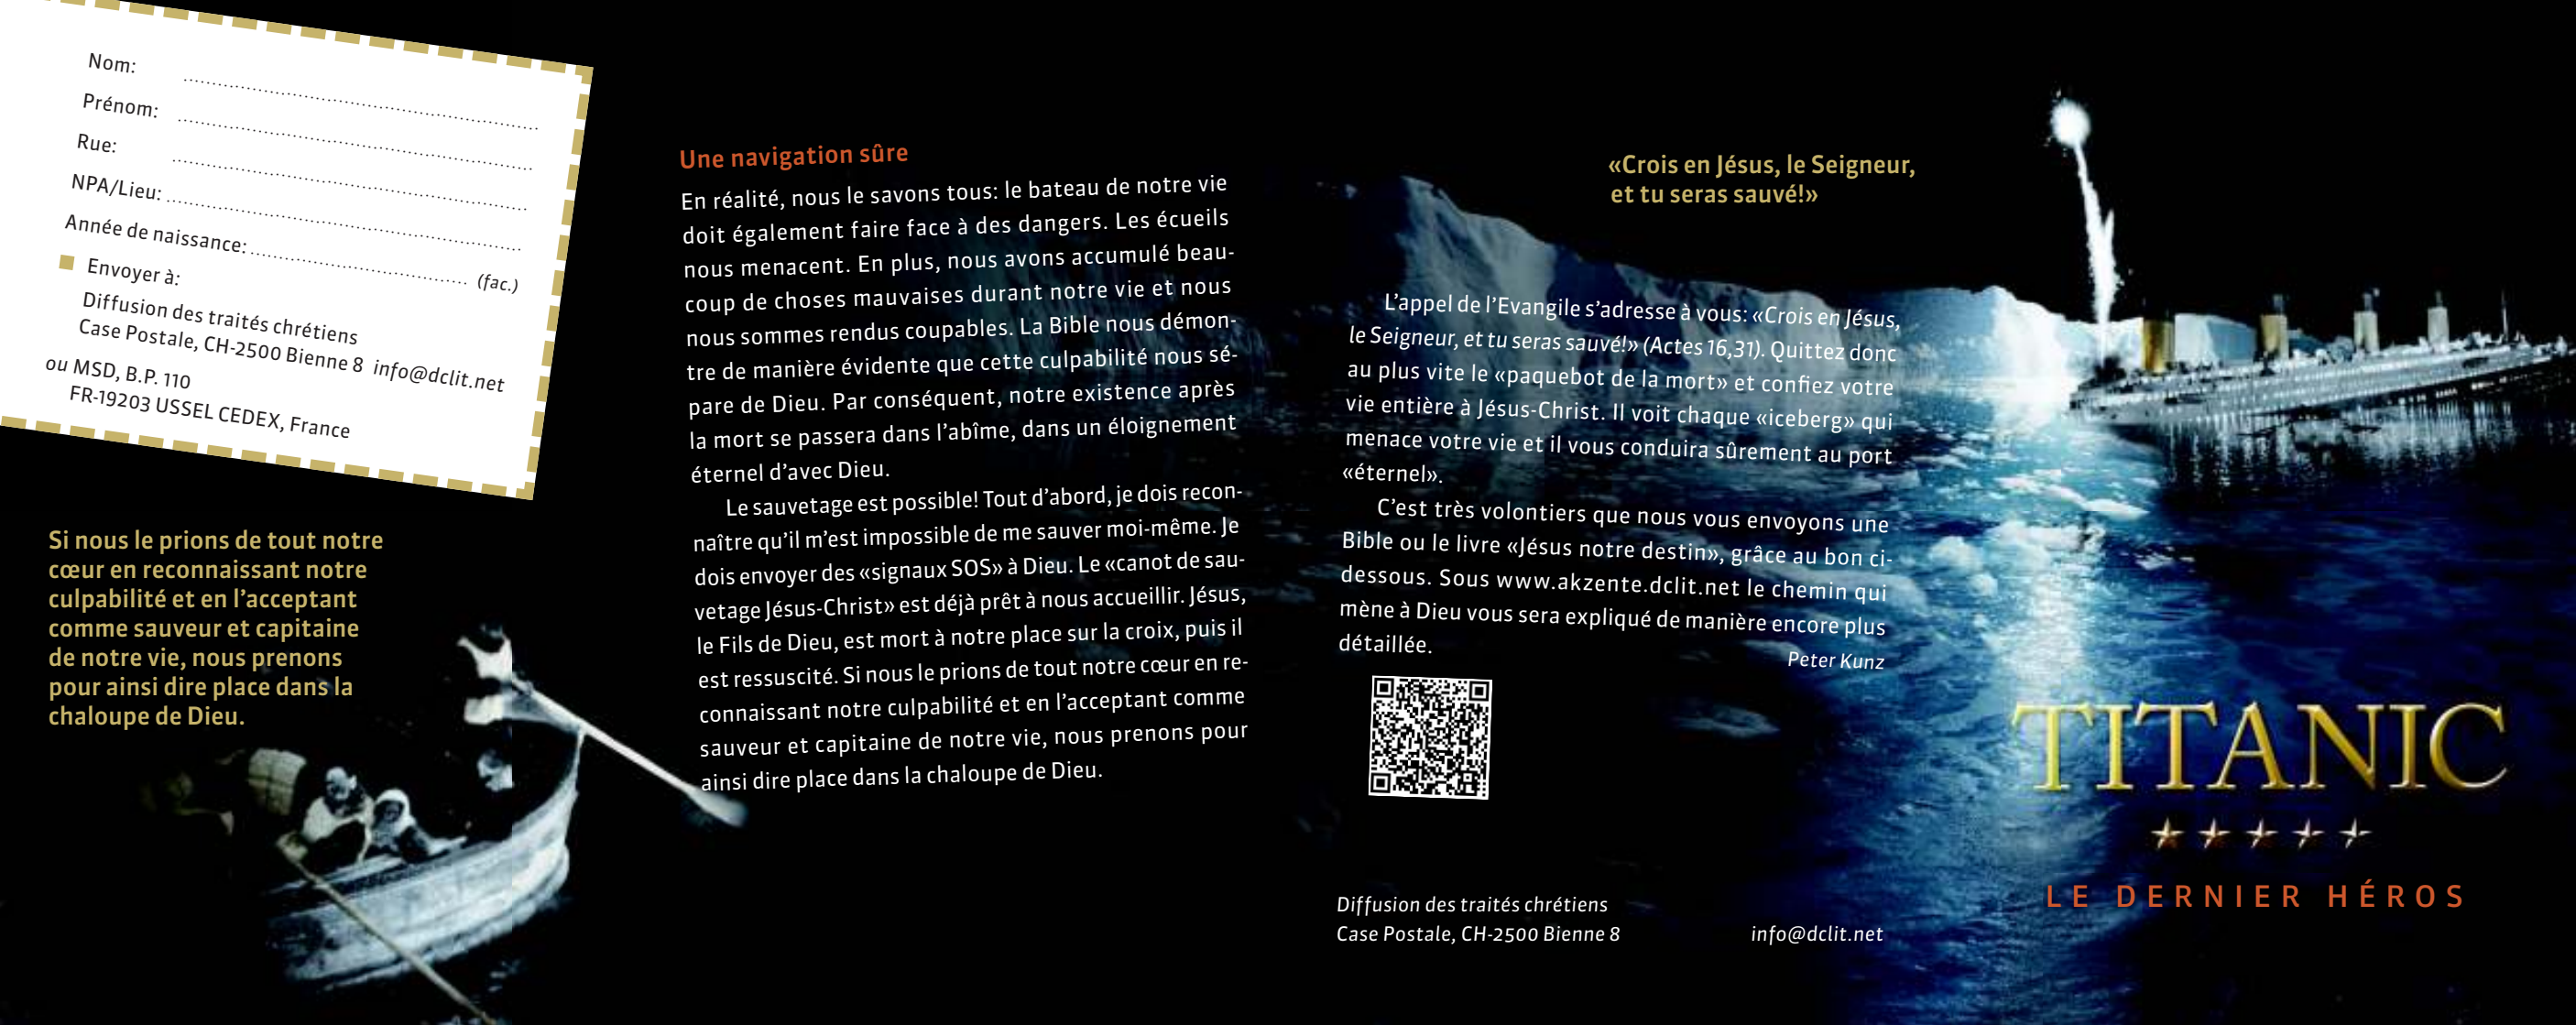 Nom:
Prénom:
Rue:
NPA/Lieu:
Année de naissance: (fac.)
Envoyer à:
Diffusion des traités chrétiens
Case Postale, CH-2500 Bienne 8 info@dclit.net
ou MSD, B.P. 110
FR-19203 USSEL CEDEX, France
Si nous le prions de tout notre
cœur en reconnaissant notre
culpabilité et en l’acceptant
comme sauveur et capitaine
de notre vie, nous prenons
pour ainsi dire place dans la
chaloupe de Dieu.
Une navigation sûre
En réalité, nous le savons tous: le bateau de notre vie
doit également faire face à des dangers. Les écueils
nous menacent. En plus, nous avons accumulé beau-
coup de choses mauvaises durant notre vie et nous
nous sommes rendus coupables. La Bible nous démon-
tre de manière évidente que cette culpabilité nous sé-
pare de Dieu. Par conséquent, notre existence après
la mort se passera dans l’abîme, dans un éloignement
éternel d’avec Dieu.
Le sauvetage est possible! Tout d’abord, je dois recon-
naître qu’il m’est impossible de me sauver moi-même. Je
dois envoyer des «signaux SOS» à Dieu. Le «canot de sau-
vetage Jésus-Christ» est déjà prêt à nous accueillir. Jésus,
le Fils de Dieu, est mort à notre place sur la croix, puis il
est ressuscité. Si nous le prions de tout notre cœur en re-
connaissant notre culpabilité et en l’acceptant comme
sauveur et capitaine de notre vie, nous prenons pour
ainsi dire place dans la chaloupe de Dieu.
«Crois en Jésus, le Seigneur,
et tu seras sauvé!»
L’appel de l’Evangile s’adresse à vous: «Crois en Jésus,
le Seigneur, et tu seras sauvé!» (Actes 16,31). Quittez donc
au plus vite le «paquebot de la mort» et confiez votre
vie entière à Jésus-Christ. Il voit chaque «iceberg» qui
menace votre vie et il vous conduira sûrement au port
«éternel».
C’est très volontiers que nous vous envoyons une
Bible ou le livre «Jésus notre destin», grâce au bon ci-
dessous. Sous www.akzente.dclit.net le chemin qui
mène à Dieu vous sera expliqué de manière encore plus
détaillée.
Peter Kunz
Diffusion des traités chrétiens
Case Postale, CH-2500 Bienne 8 info@dclit.net
TITANIC
LE DERNIER HÉROS